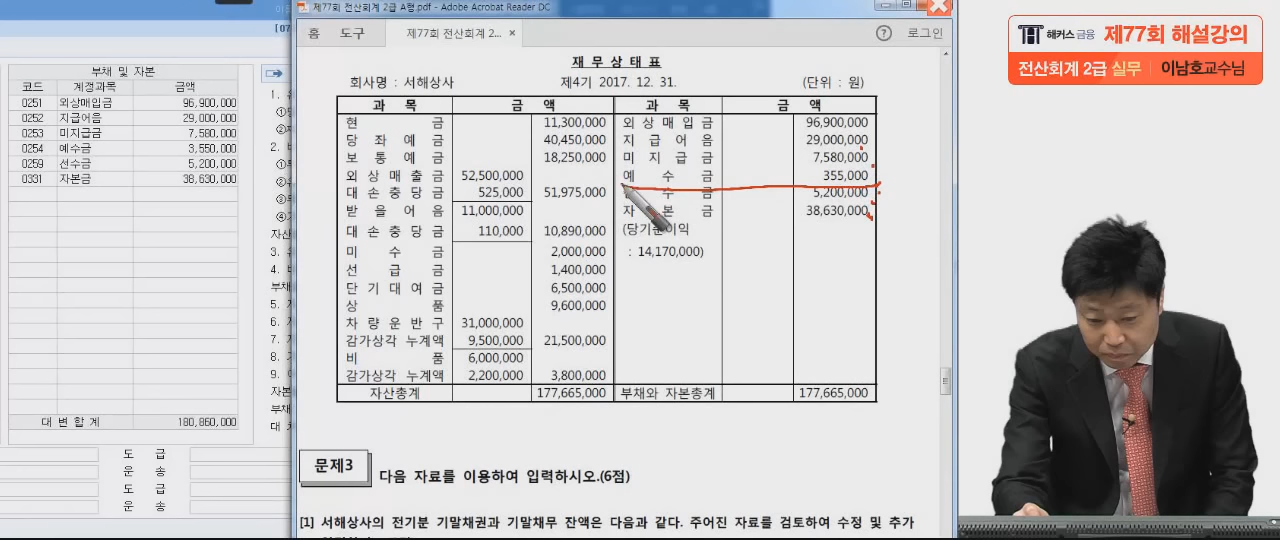 제77회 전산회계 2급 A형.pdf - Adobe Acrobat Reader DC
홈 도구 제77회 전산회계 2... × ? 로그인
해커스 금융 제77회 해설강의
전산회계 2급 실무 | 이남호교수님
부채 및 자본
코드 계정과목 금액
0251 외상매입금 96,900,000
0252 지급어음 29,000,000
0253 미지급금 7,580,000
0254 예수금 3,550,000
0259 선수금 5,200,000
0331 자본금 38,630,000
대 변 합 계 180,860,000
도 급
운 송
도 급
운 송
재 무 상 태 표
회사명 : 서해상사 제4기 2017. 12. 31. (단위 : 원)
과 목 금 액 과 목 금 액
현 금 11,300,000 외 상 매 입 금 96,900,000
당 좌 예 금 40,450,000 지 급 어 음 29,000,000
보 통 예 금 18,250,000 미 지 급 금 7,580,000
외 상 매 출 금 52,500,000 예 수 금 355,000
대 손 충 당 금 525,000 51,975,000 수 금 5,200,000
받 을 어 음 11,000,000 자 본 금 38,630,000
대 손 충 당 금 110,000 10,890,000 (당기순이익
미 수 금 2,000,000 : 14,170,000)
선 급 금 1,400,000
단 기 대 여 금 6,500,000
상 품 9,600,000
차 량 운 반 구 31,000,000
감가상각 누계액 9,500,000 21,500,000
비 품 6,000,000
감가상각 누계액 2,200,000 3,800,000
자산총계 177,665,000 부채와 자본총계 177,665,000
문제3 다음 자료를 이용하여 입력하시오.(6점)
[1] 서해상사의 전기분 기말채권과 기말채무 잔액은 다음과 같다. 주어진 자료를 검토하여 수정 및 추가